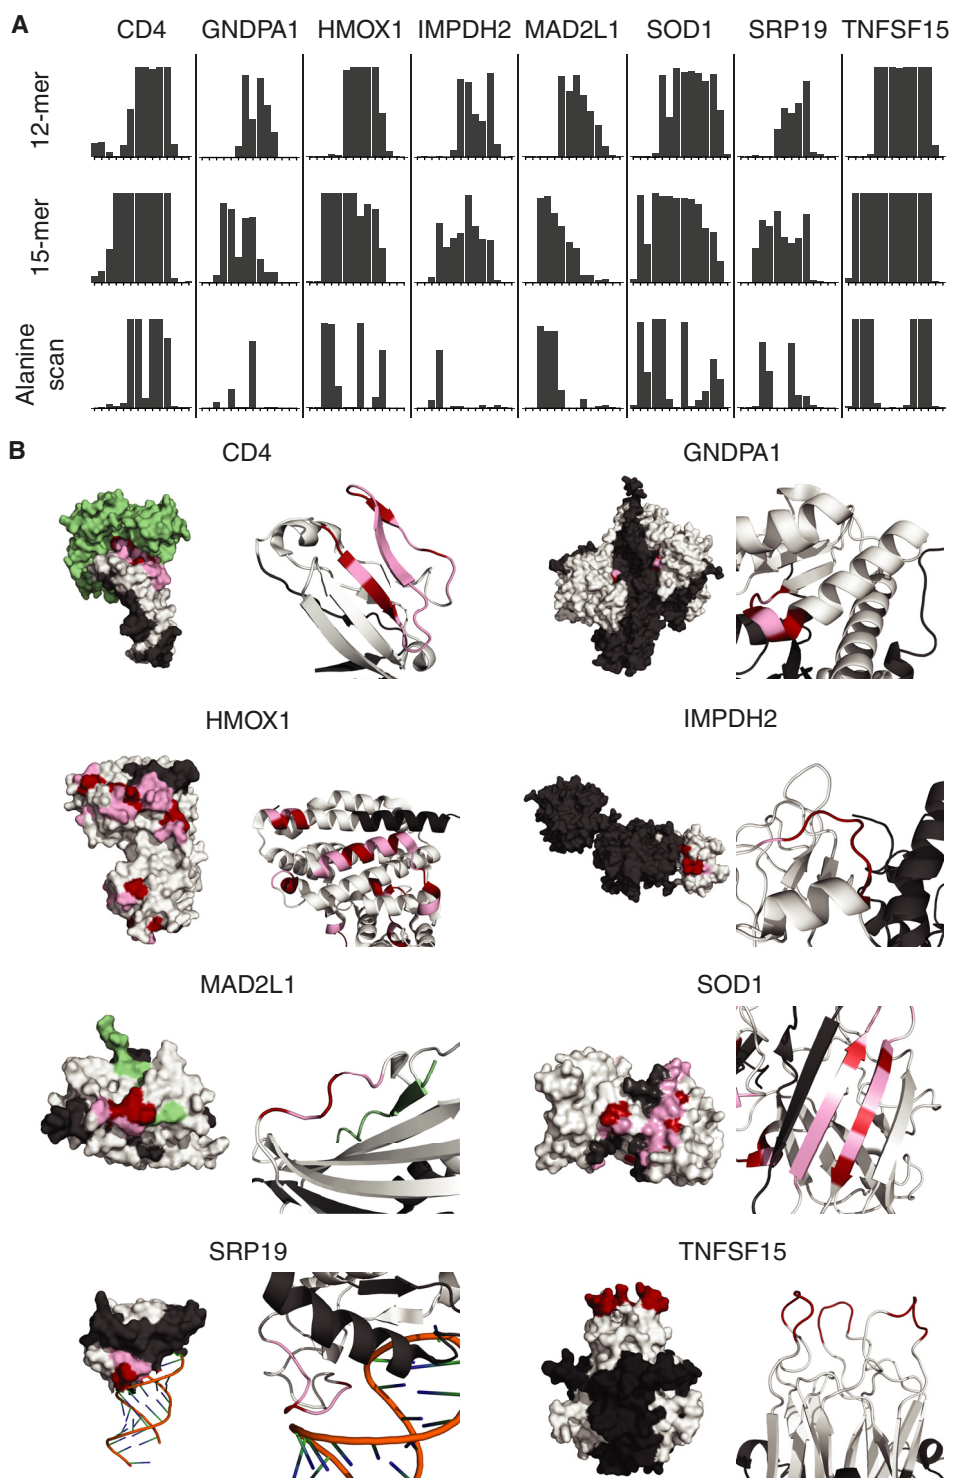 A
CD4 GNDPA1 HMOX1 IMPDH2 MAD2L1 SOD1 SRP19 TNFSF15
12-mer
15-mer
Alanine
scan
B
CD4 GNDPA1
HMOX1 IMPDH2
MAD2L1 SOD1
SRP19 TNFSF15